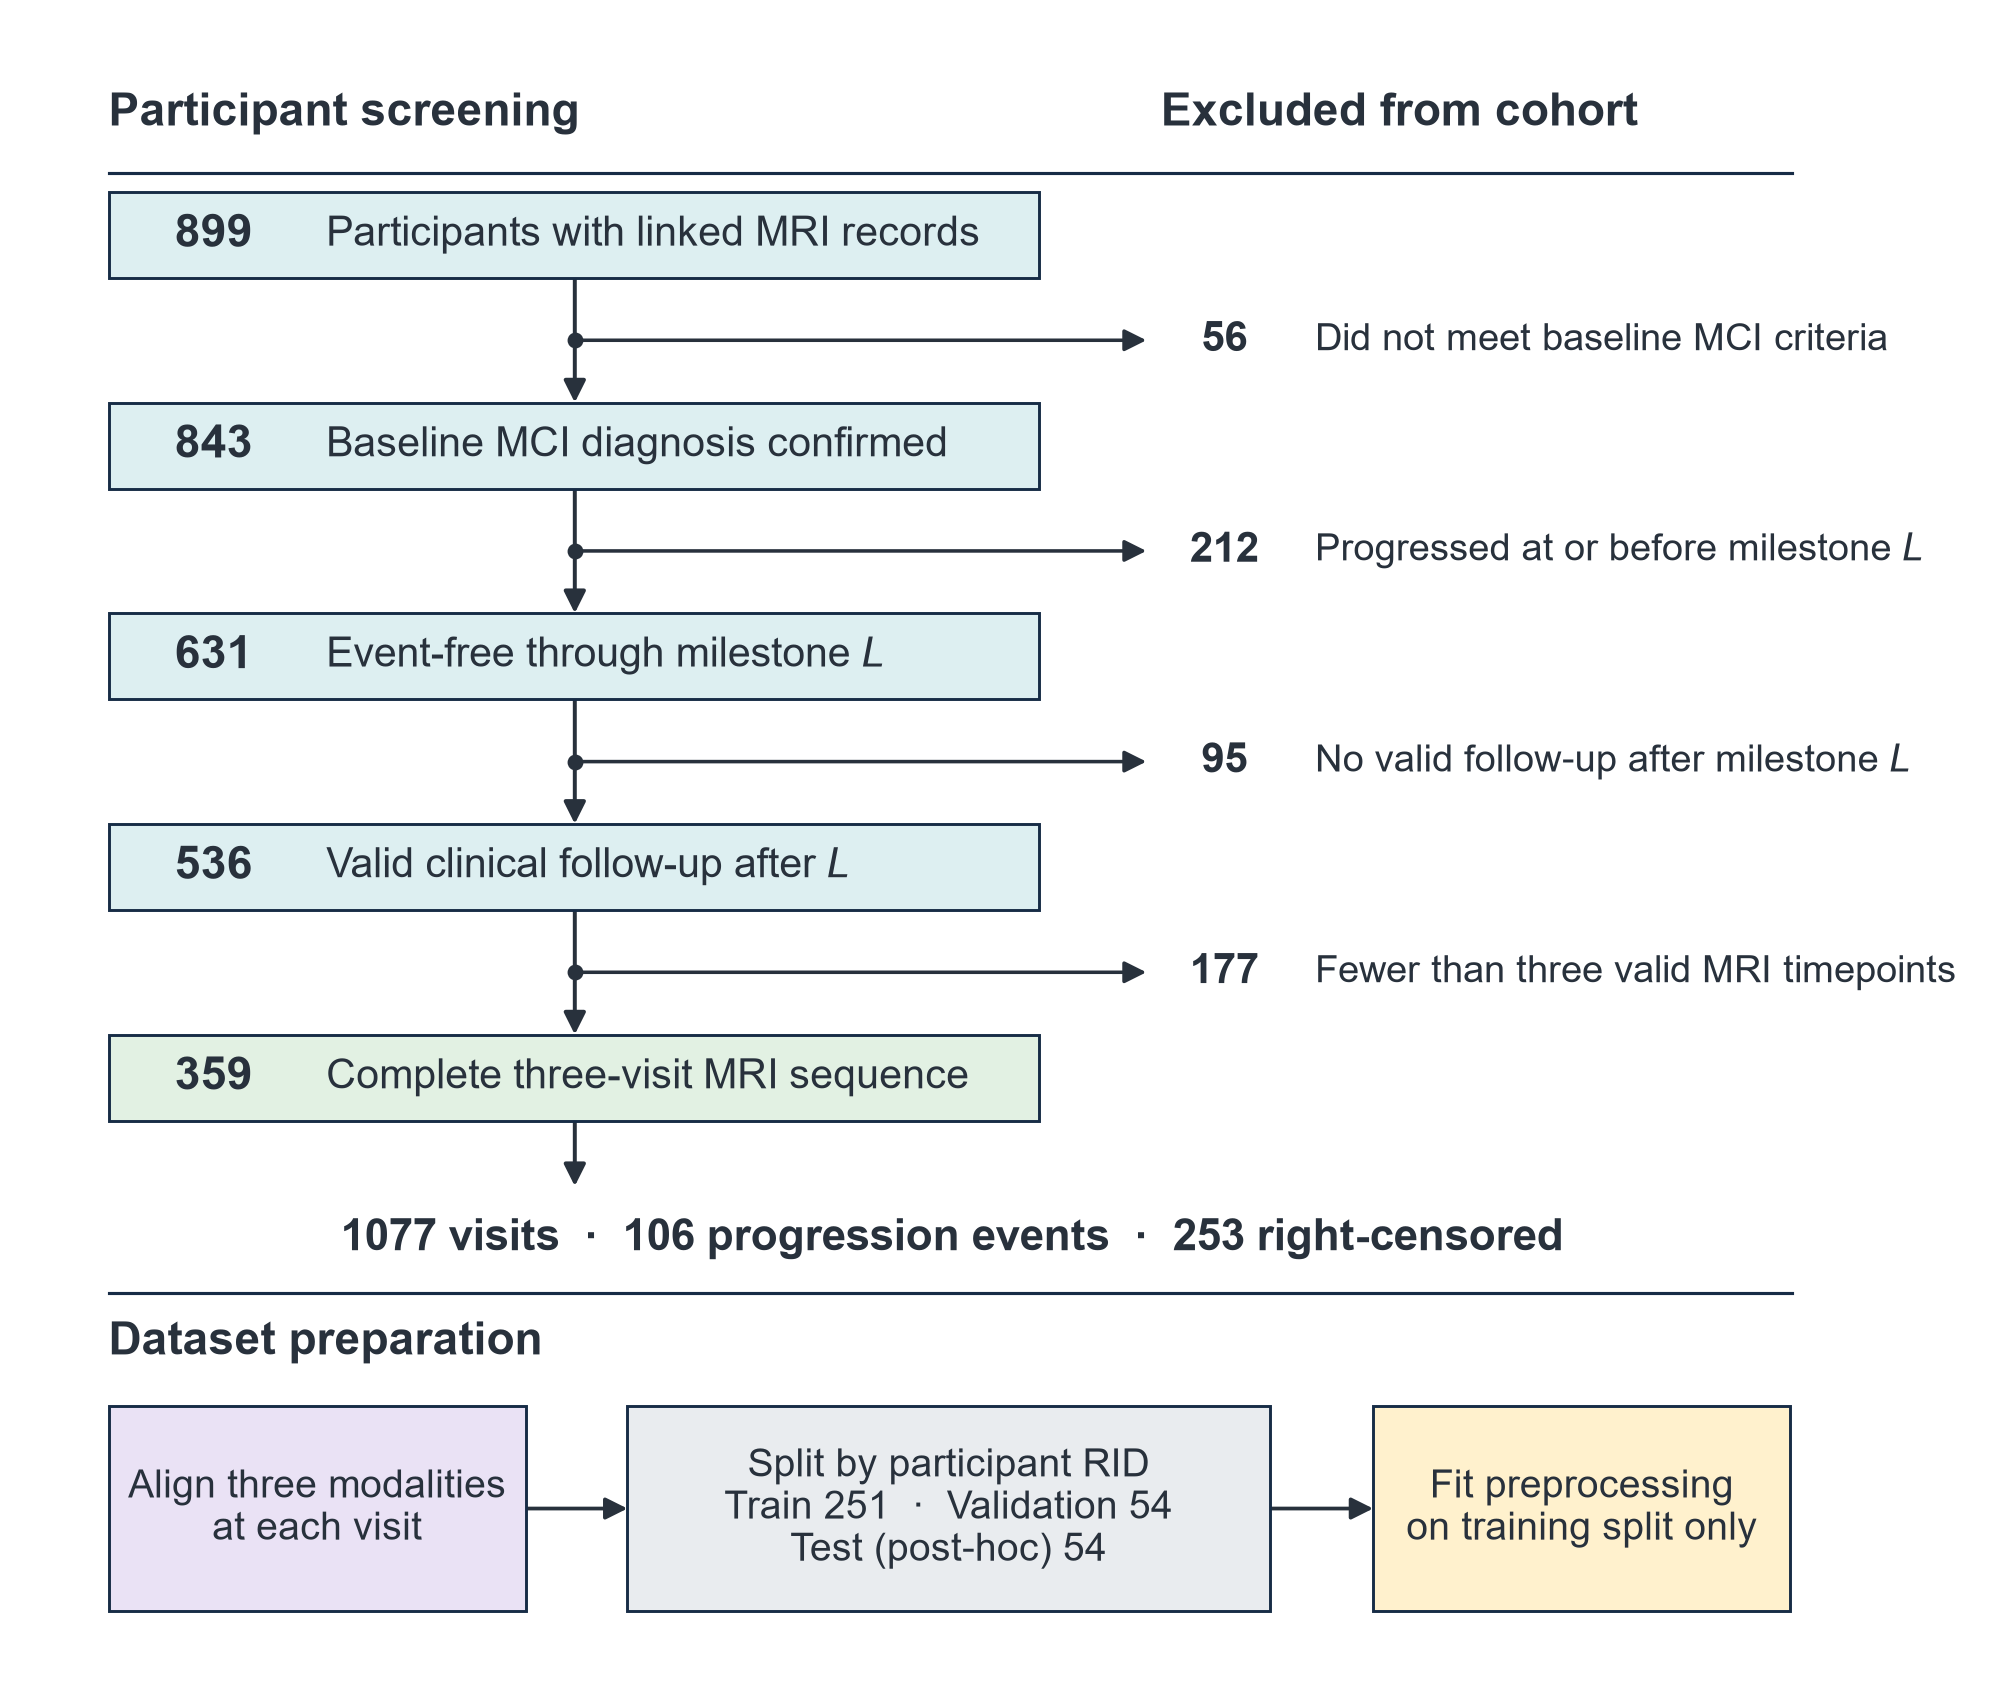 Participant screening
Excluded from cohort
899 Participants with linked MRI records
56 Did not meet baseline MCI criteria
843 Baseline MCI diagnosis confirmed
212 Progressed at or before milestone L
631 Event-free through milestone L
95 No valid follow-up after milestone L
536 Valid clinical follow-up after L
177 Fewer than three valid MRI timepoints
359 Complete three-visit MRI sequence
1077 visits · 106 progression events · 253 right-censored
Dataset preparation
Align three modalities
at each visit
Split by participant RID
Train 251 · Validation 54
Test (post-hoc) 54
Fit preprocessing
on training split only